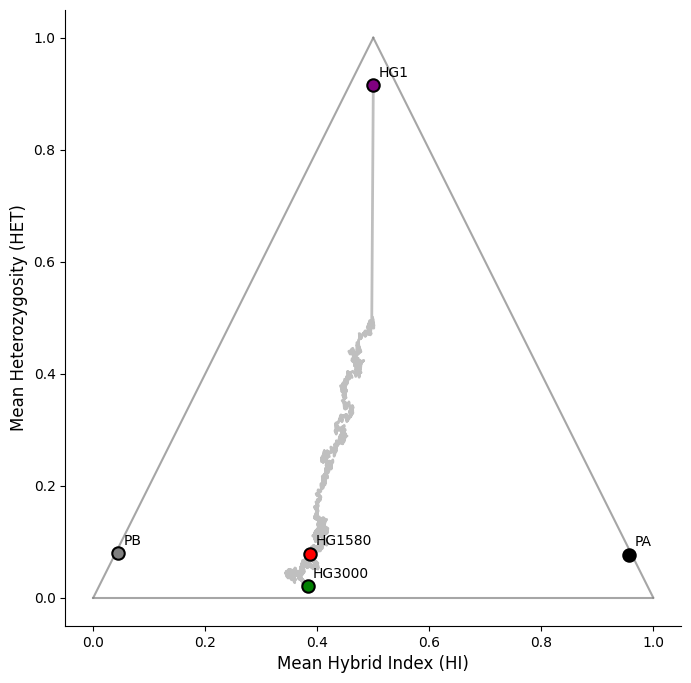 1.0
0.8
0.6
0.4
0.2
0.0
Mean Heterozygosity (HET)
HG1
PB
HG1580
HG3000
PA
0.0 0.2 0.4 0.6 0.8 1.0
Mean Hybrid Index (HI)